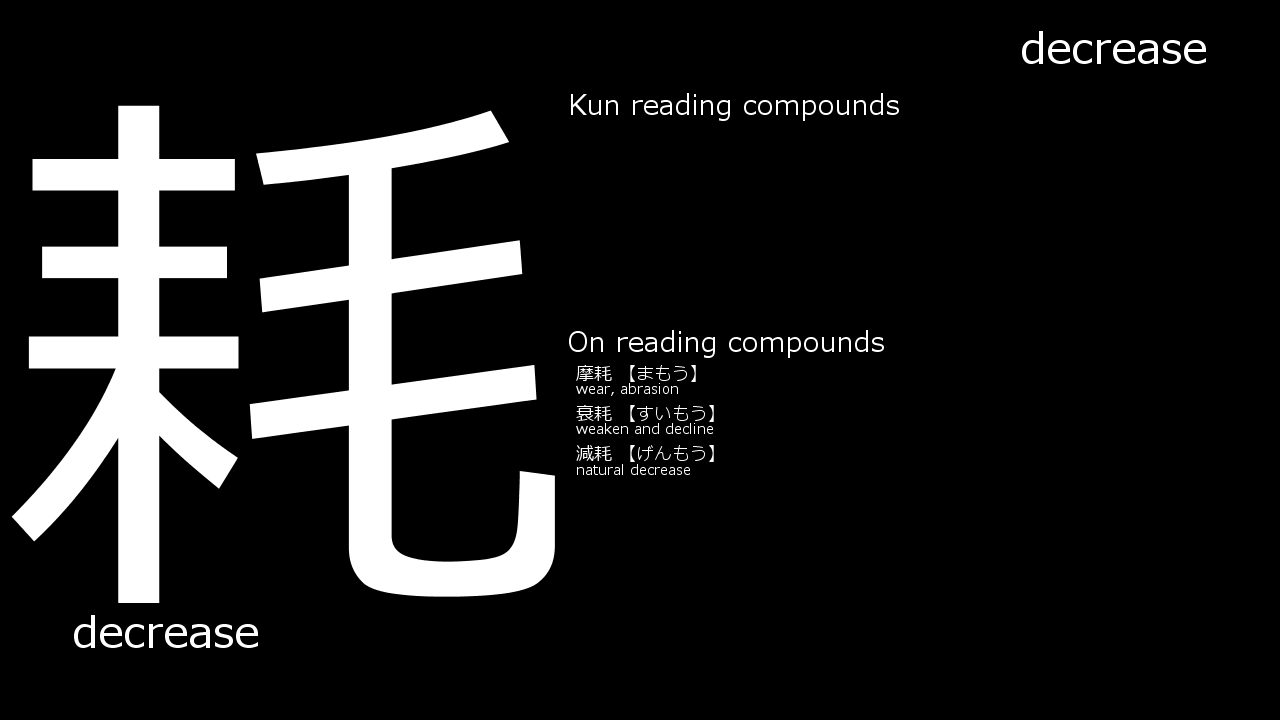 decrease
耗
Kun reading compounds
On reading compounds
摩耗 【まもう】
wear, abrasion
衰耗 【すいもう】
weaken and decline
減耗 【げんもう】
natural decrease
decrease